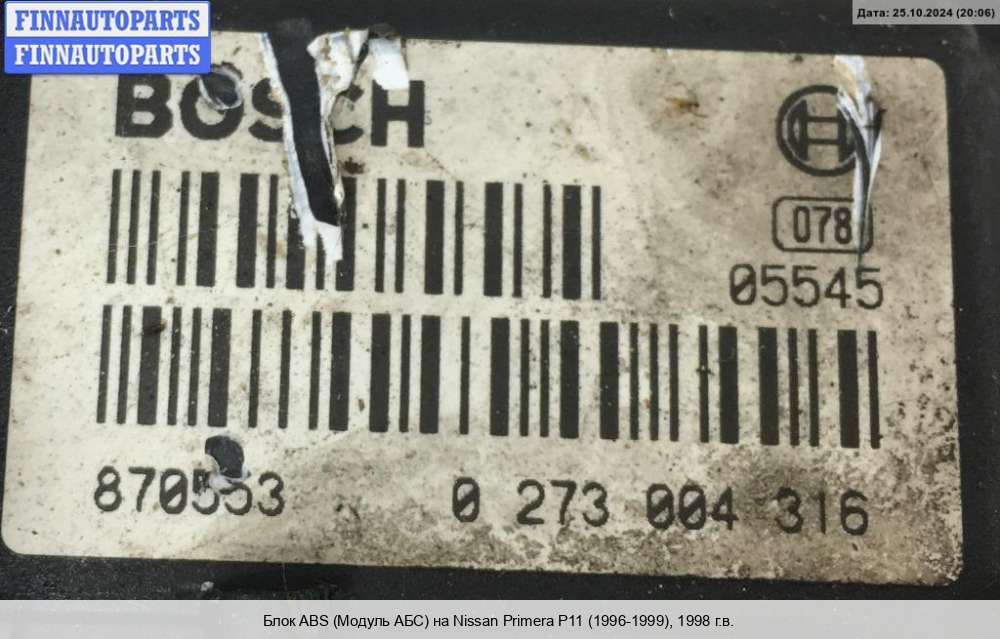 FINNAUTOPARTS
FINNAUTOPARTS
Дата: 25.10.2024 (20:06)
BOSCH
078
05545
870553
0 273 004 316
Блок ABS (Модуль АБС) на Nissan Primera P11 (1996-1999), 1998 г.в.